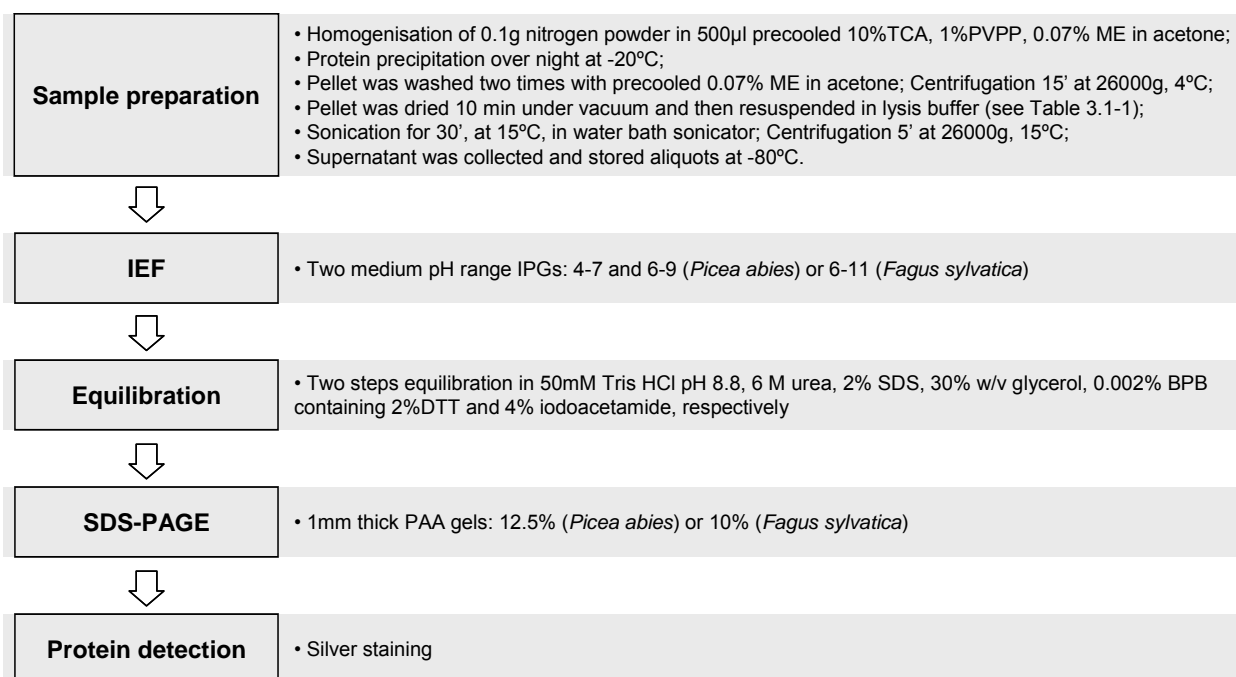 Sample preparation
• Homogenisation of 0.1g nitrogen powder in 500µl precooled 10%TCA, 1%PVPP, 0.07% ME in acetone;
• Protein precipitation over night at -20ºC;
• Pellet was washed two times with precooled 0.07% ME in acetone; Centrifugation 15' at 26000g, 4ºC;
• Pellet was dried 10 min under vacuum and then resuspended in lysis buffer (see Table 3.1-1);
• Sonication for 30', at 15ºC, in water bath sonicator; Centrifugation 5' at 26000g, 15ºC;
• Supernatant was collected and stored aliquots at -80ºC.
IEF
• Two medium pH range IPGs: 4-7 and 6-9 (Picea abies) or 6-11 (Fagus sylvatica)
Equilibration
• Two steps equilibration in 50mM Tris HCl pH 8.8, 6 M urea, 2% SDS, 30% w/v glycerol, 0.002% BPB
containing 2%DTT and 4% iodoacetamide, respectively
SDS-PAGE
• 1mm thick PAA gels: 12.5% (Picea abies) or 10% (Fagus sylvatica)
Protein detection
• Silver staining